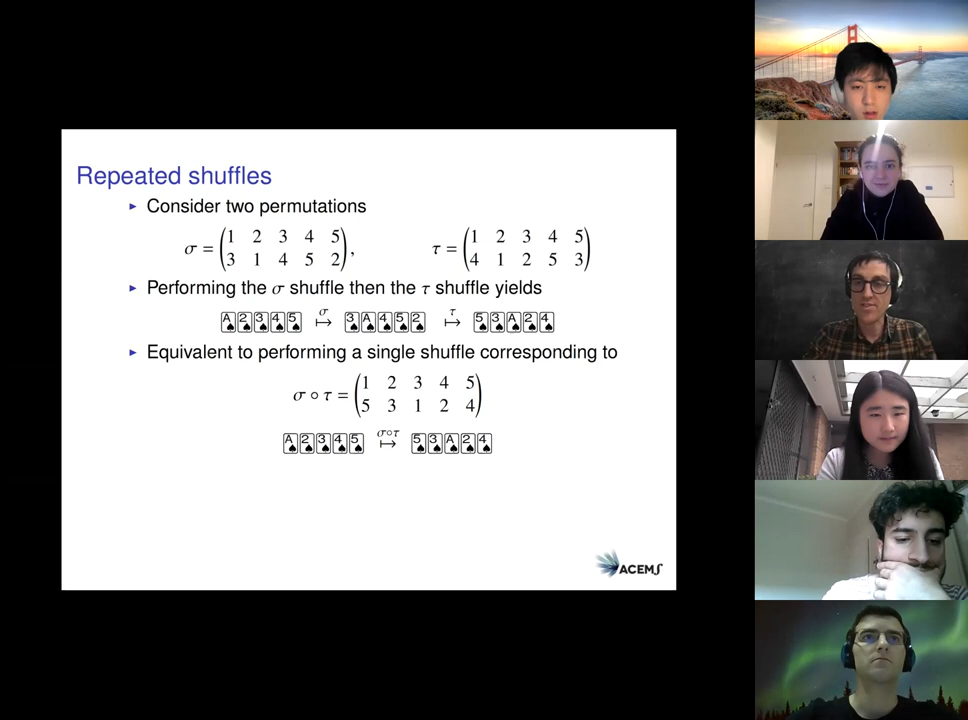 Repeated shuffles
▸ Consider two permutations
σ = (1 2 3 4 5
3 1 4 5 2), τ = (1 2 3 4 5
4 1 2 5 3)
▸ Performing the σ shuffle then the τ shuffle yields
A♠ 2♠ 3♠ 4♠ 5♠ σ↦ 3♠ A♠ 4♠ 5♠ 2♠ τ↦ 5♠ 3♠ A♠ 2♠ 4♠
▸ Equivalent to performing a single shuffle corresponding to
σ ∘ τ = (1 2 3 4 5
5 3 1 2 4)
A♠ 2♠ 3♠ 4♠ 5♠ σ∘τ↦ 5♠ 3♠ A♠ 2♠ 4♠
ACEMS